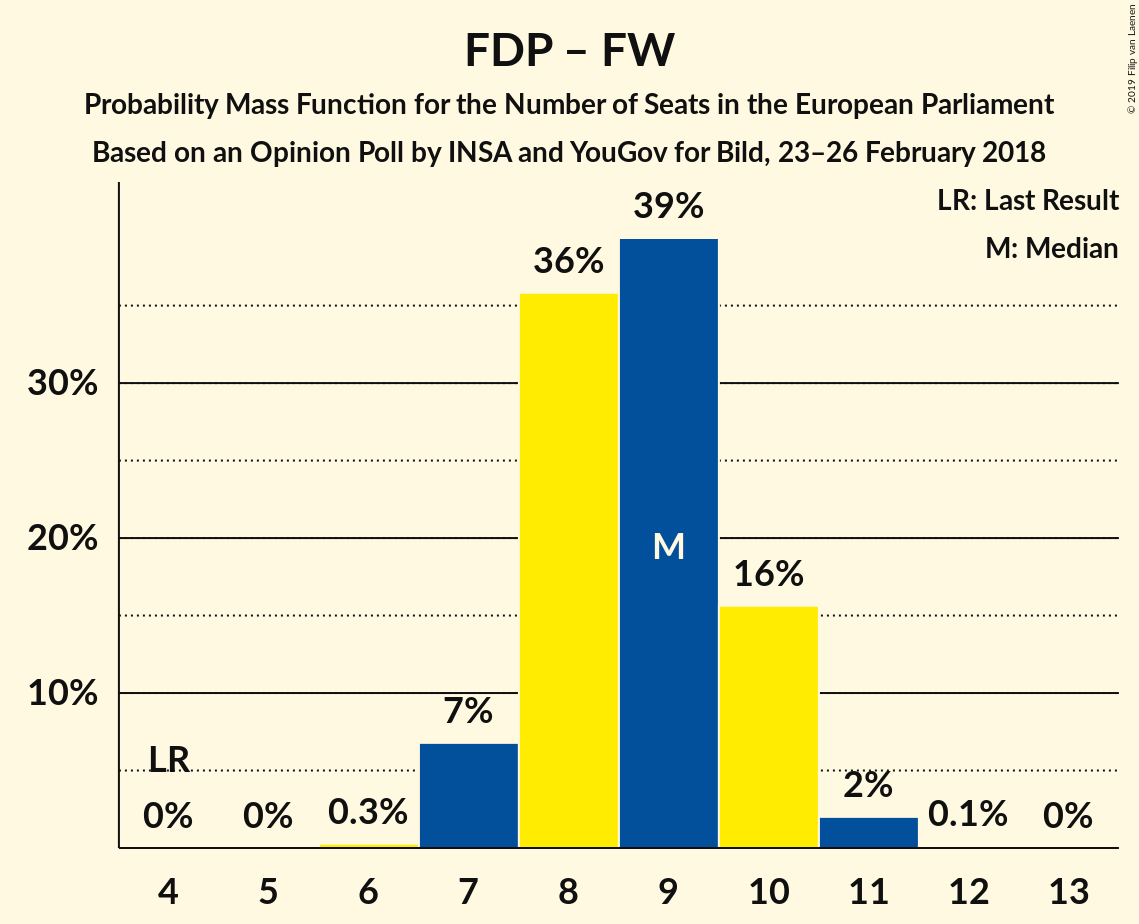 FDP – FW
Probability Mass Function for the Number of Seats in the European Parliament
Based on an Opinion Poll by INSA and YouGov for Bild, 23–26 February 2018
© 2019 Filip van Laenen
LR: Last Result
M: Median
39%
36%
30%
20%
M
16%
10%
7%
LR
2%
0% 0% 0.3% 0.1% 0%
4 5 6 7 8 9 10 11 12 13